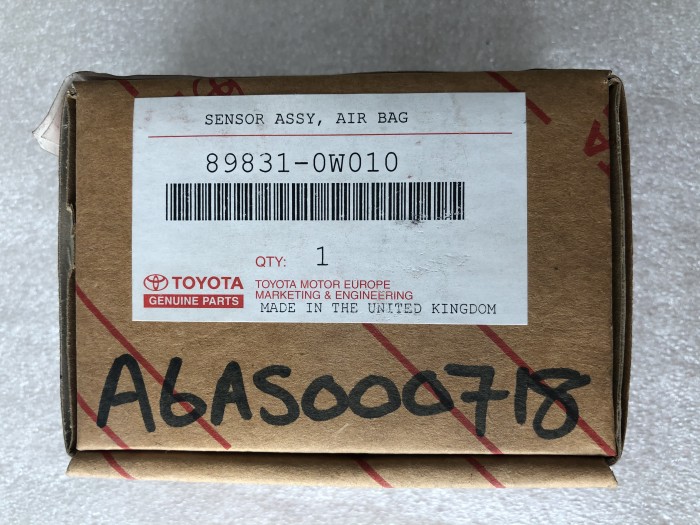 SENSOR ASSY, AIR BAG
89831-0W010
QTY: 1
TOYOTA
GENUINE PARTS
TOYOTA MOTOR EUROPE
MARKETING & ENGINEERING
MADE IN THE UNITED KINGDOM
A6AS000718